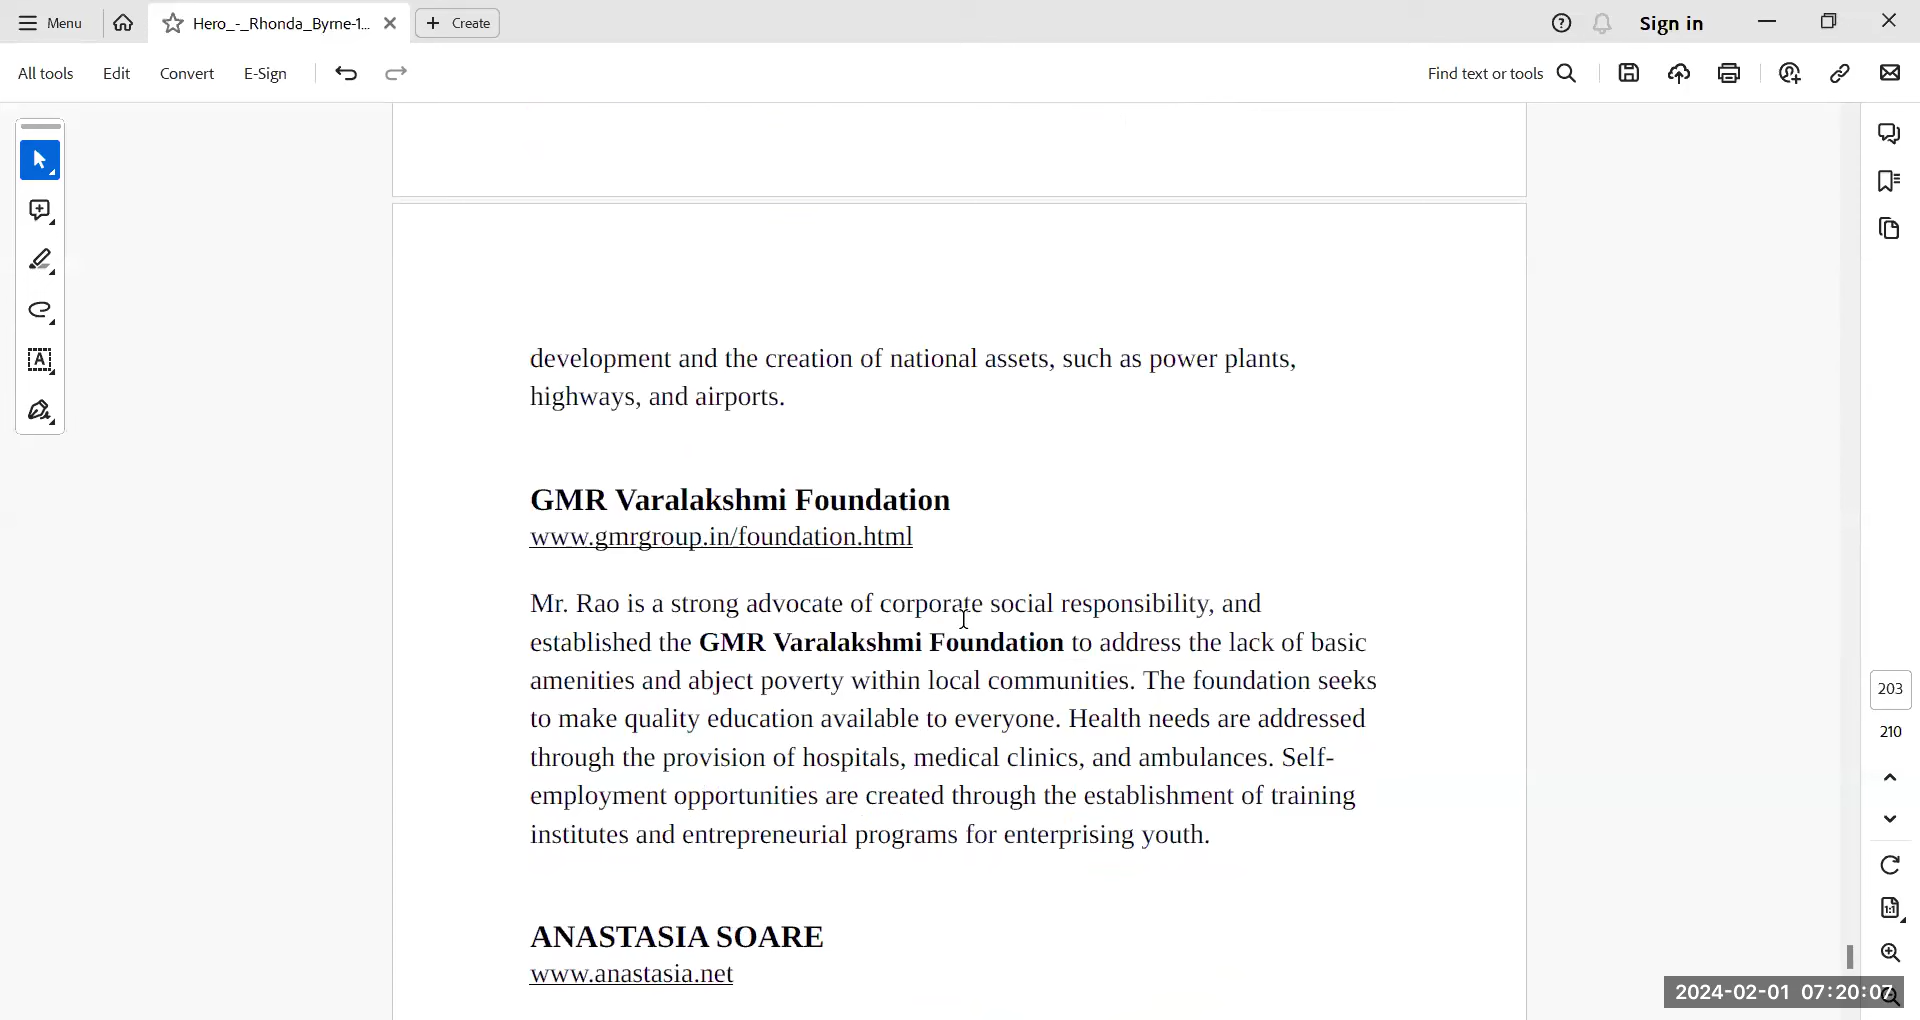 Menu
Hero_-_Rhonda_Byrne-1...
Create
Sign in
All tools
Edit
Convert
E-Sign
Find text or tools
development and the creation of national assets, such as power plants,
highways, and airports.
GMR Varalakshmi Foundation
www.gmrgroup.in/foundation.html
Mr. Rao is a strong advocate of corporate social responsibility, and
established the GMR Varalakshmi Foundation to address the lack of basic
amenities and abject poverty within local communities. The foundation seeks
to make quality education available to everyone. Health needs are addressed
through the provision of hospitals, medical clinics, and ambulances. Self-
employment opportunities are created through the establishment of training
institutes and entrepreneurial programs for enterprising youth.
ANASTASIA SOARE
www.anastasia.net
203
210
2024-02-01 07:20:07